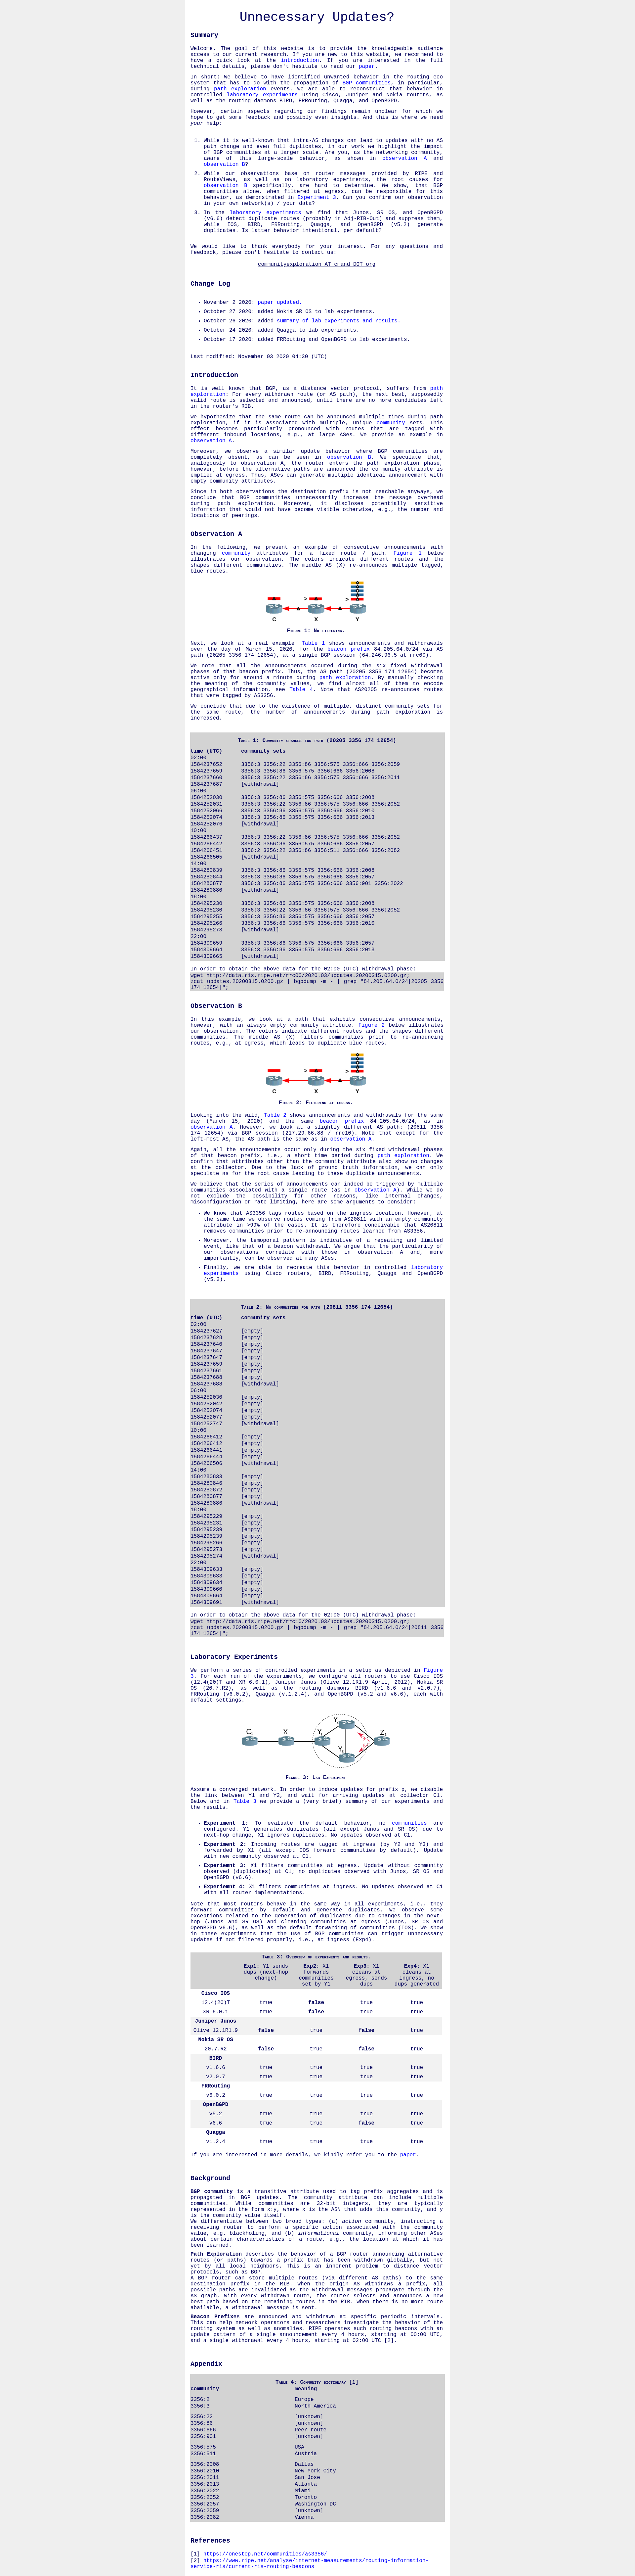 Unnecessary Updates?
Summary
Welcome. The goal of this website is to provide the knowledgeable audience
access to our current research. If you are new to this website, we recommend to
have a quick look at the introduction. If you are interested in the full
technical details, please don't hesitate to read our paper.
In short: We believe to have identified unwanted behavior in the routing eco
system that has to do with the propagation of BGP communities, in particular,
during path exploration events. We are able to reconstruct that behavior in
controlled laboratory experiments using Cisco, Juniper and Nokia routers, as
well as the routing daemons BIRD, FRRouting, Quagga, and OpenBGPD.
However, certain aspects regarding our findings remain unclear for which we
hope to get some feedback and possibly even insights. And this is where we need
your help:
1. While it is well-known that intra-AS changes can lead to updates with no AS
path change and even full duplicates, in our work we highlight the impact
of BGP communities at a larger scale. Are you, as the networking community,
aware of this large-scale behavior, as shown in observation A and
observation B?
2. While our observations base on router messages provided by RIPE and
RouteViews, as well as on laboratory experiments, the root causes for
observation B specifically, are hard to determine. We show, that BGP
communities alone, when filtered at egress, can be responsible for this
behavior, as demonstrated in Experiment 3. Can you confirm our observation
in your own network(s) / your data?
3. In the laboratory experiments we find that Junos, SR OS, and OpenBGPD
(v6.6) detect duplicate routes (probably in Adj-RIB-Out) and suppress them,
while IOS, BIRD, FRRouting, Quagga, and OpenBGPD (v5.2) generate
duplicates. Is latter behavior intentional, per default?
We would like to thank everybody for your interest. For any questions and
feedback, please don't hesitate to contact us:
communityexploration AT cmand DOT org
Change Log
• November 2 2020: paper updated.
• October 27 2020: added Nokia SR OS to lab experiments.
• October 26 2020: added summary of lab experiments and results.
• October 24 2020: added Quagga to lab experiments.
• October 17 2020: added FRRouting and OpenBGPD to lab experiments.
Last modified: November 03 2020 04:30 (UTC)
Introduction
It is well known that BGP, as a distance vector protocol, suffers from path
exploration: For every withdrawn route (or AS path), the next best, supposedly
valid route is selected and announced, until there are no more candidates left
in the router's RIB.
We hypothesize that the same route can be announced multiple times during path
exploration, if it is associated with multiple, unique community sets. This
effect becomes particularly pronounced with routes that are tagged with
different inbound locations, e.g., at large ASes. We provide an example in
observation A.
Moreover, we observe a similar update behavior where BGP communities are
completely absent, as can be seen in observation B. We speculate that,
analogously to observation A, the router enters the path exploration phase,
however, before the alternative paths are announced the community attribute is
emptied at egress. Thus, ASes can generate multiple identical announcement with
empty community attributes.
Since in both observations the destination prefix is not reachable anyways, we
conclude that BGP communities unnecessarily increase the message overhead
during path exploration. Moreover, it discloses potentially sensitive
information that would not have become visible otherwise, e.g., the number and
locations of peerings.
Observation A
In the following, we present an example of consecutive announcements with
changing community attributes for a fixed route / path. Figure 1 below
illustrates our observation. The colors indicate different routes and the
shapes different communities. The middle AS (X) re-announces multiple tagged,
blue routes.
> >
C X Y
Figure 1: No filtering.
Next, we look at a real example: Table 1 shows announcements and withdrawals
over the day of March 15, 2020, for the beacon prefix 84.205.64.0/24 via AS
path (20205 3356 174 12654), at a single BGP session (64.246.96.5 at rrc00).
We note that all the announcements occured during the six fixed withdrawal
phases of that beacon prefix. Thus, the AS path (20205 3356 174 12654) becomes
active only for around a minute during path exploration. By manually checking
the meaning of the community values, we find almost all of them to encode
geographical information, see Table 4. Note that AS20205 re-announces routes
that were tagged by AS3356.
We conclude that due to the existence of multiple, distinct community sets for
the same route, the number of announcements during path exploration is
increased.
Table 1: Community changes for path (20205 3356 174 12654)
time (UTC) community sets
02:00
1584237652 3356:3 3356:22 3356:86 3356:575 3356:666 3356:2059
1584237659 3356:3 3356:86 3356:575 3356:666 3356:2008
1584237660 3356:3 3356:22 3356:86 3356:575 3356:666 3356:2011
1584237687 [withdrawal]
06:00
1584252030 3356:3 3356:86 3356:575 3356:666 3356:2008
1584252031 3356:3 3356:22 3356:86 3356:575 3356:666 3356:2052
1584252066 3356:3 3356:86 3356:575 3356:666 3356:2010
1584252074 3356:3 3356:86 3356:575 3356:666 3356:2013
1584252076 [withdrawal]
10:00
1584266437 3356:3 3356:22 3356:86 3356:575 3356:666 3356:2052
1584266442 3356:3 3356:86 3356:575 3356:666 3356:2057
1584266451 3356:2 3356:22 3356:86 3356:511 3356:666 3356:2082
1584266505 [withdrawal]
14:00
1584280839 3356:3 3356:86 3356:575 3356:666 3356:2008
1584280844 3356:3 3356:86 3356:575 3356:666 3356:2057
1584280877 3356:3 3356:86 3356:575 3356:666 3356:901 3356:2022
1584280880 [withdrawal]
18:00
1584295230 3356:3 3356:86 3356:575 3356:666 3356:2008
1584295230 3356:3 3356:22 3356:86 3356:575 3356:666 3356:2052
1584295255 3356:3 3356:86 3356:575 3356:666 3356:2057
1584295266 3356:3 3356:86 3356:575 3356:666 3356:2010
1584295273 [withdrawal]
22:00
1584309659 3356:3 3356:86 3356:575 3356:666 3356:2057
1584309664 3356:3 3356:86 3356:575 3356:666 3356:2013
1584309665 [withdrawal]
In order to obtain the above data for the 02:00 (UTC) withdrawal phase:
wget http://data.ris.ripe.net/rrc00/2020.03/updates.20200315.0200.gz;
zcat updates.20200315.0200.gz | bgpdump -m - | grep "84.205.64.0/24|20205 3356
174 12654|";
Observation B
In this example, we look at a path that exhibits consecutive announcements,
however, with an always empty community attribute. Figure 2 below illustrates
our observation. The colors indicate different routes and the shapes different
communities. The middle AS (X) filters communities prior to re-announcing
routes, e.g., at egress, which leads to duplicate blue routes.
> >
C X Y
Figure 2: Filtering at egress.
Looking into the wild, Table 2 shows announcements and withdrawals for the same
day (March 15, 2020) and the same beacon prefix 84.205.64.0/24, as in
observation A. However, we look at a slightly different AS path: (20811 3356
174 12654) via BGP session (217.29.66.88 / rrc10). Note that except for the
left-most AS, the AS path is the same as in observation A.
Again, all the announcements occur only during the six fixed withdrawal phases
of that beacon prefix, i.e., a short time period during path exploration. We
confirm that attributes other than the community attribute also show no changes
at the collector. Due to the lack of ground truth information, we can only
speculate as for the root cause leading to these duplicate announcements.
We believe that the series of announcements can indeed be triggered by multiple
communities associated with a single route (as in observation A). While we do
not exclude the possibility for other reasons, like internal changes,
misconfiguration or rate limiting, here are some arguments to consider:
• We know that AS3356 tags routes based on the ingress location. However, at
the same time we observe routes coming from AS20811 with an empty community
attribute in >99% of the cases. It is therefore conceivable that AS20811
removes communities prior to re-announcing routes learned from AS3356.
• Moreover, the temoporal pattern is indicative of a repeating and limited
event, like that of a beacon withdrawal. We argue that the particularity of
our observations correlate with those in observation A and, more
importantly, can be observed at many ASes.
• Finally, we are able to recreate this behavior in controlled laboratory
experiments using Cisco routers, BIRD, FRRouting, Quagga and OpenBGPD
(v5.2).
Table 2: No communities for path (20811 3356 174 12654)
time (UTC) community sets
02:00
1584237627 [empty]
1584237628 [empty]
1584237640 [empty]
1584237647 [empty]
1584237647 [empty]
1584237659 [empty]
1584237661 [empty]
1584237688 [empty]
1584237688 [withdrawal]
06:00
1584252030 [empty]
1584252042 [empty]
1584252074 [empty]
1584252077 [empty]
1584252747 [withdrawal]
10:00
1584266412 [empty]
1584266412 [empty]
1584266441 [empty]
1584266444 [empty]
1584266506 [withdrawal]
14:00
1584280833 [empty]
1584280846 [empty]
1584280872 [empty]
1584280877 [empty]
1584280886 [withdrawal]
18:00
1584295229 [empty]
1584295231 [empty]
1584295239 [empty]
1584295239 [empty]
1584295266 [empty]
1584295273 [empty]
1584295274 [withdrawal]
22:00
1584309633 [empty]
1584309633 [empty]
1584309634 [empty]
1584309660 [empty]
1584309664 [empty]
1584309691 [withdrawal]
In order to obtain the above data for the 02:00 (UTC) withdrawal phase:
wget http://data.ris.ripe.net/rrc10/2020.03/updates.20200315.0200.gz;
zcat updates.20200315.0200.gz | bgpdump -m - | grep "84.205.64.0/24|20811 3356
174 12654|";
Laboratory Experiments
We perform a series of controlled experiments in a setup as depicted in Figure
3. For each run of the experiments, we configure all routers to use Cisco IOS
(12.4(20)T and XR 6.0.1), Juniper Junos (Olive 12.1R1.9 April, 2012), Nokia SR
OS (20.7.R2), as well as the routing daemons BIRD (v1.6.6 and v2.0.7),
FRRouting (v6.0.2), Quagga (v.1.2.4), and OpenBGPD (v5.2 and v6.6), each with
default settings.
C1 X1 Y1 Y2 Y3 Z1
Figure 3: Lab Experiment
Assume a converged network. In order to induce updates for prefix p, we disable
the link between Y1 and Y2, and wait for arriving updates at collector C1.
Below and in Table 3 we provide a (very brief) summary of our experiments and
the results.
• Experiment 1: To evaluate the default behavior, no communities are
configured. Y1 generates duplicates (all except Junos and SR OS) due to
next-hop change, X1 ignores duplicates. No updates observed at C1.
• Experiment 2: Incoming routes are tagged at ingress (by Y2 and Y3) and
forwarded by X1 (all except IOS forward communities by default). Update
with new community observed at C1.
• Experiemnt 3: X1 filters communities at egress. Update without community
observed (duplicates) at C1; no duplicates observed with Junos, SR OS and
OpenBGPD (v6.6).
• Experiemnt 4: X1 filters communities at ingress. No updates observed at C1
with all router implementations.
Note that most routers behave in the same way in all experiments, i.e., they
forward communities by default and generate duplicates. We observe some
exceptions related to the generation of duplicates due to changes in the next-
hop (Junos and SR OS) and cleaning communities at egress (Junos, SR OS and
OpenBGPD v6.6), as well as the default forwarding of communities (IOS). We show
in these experiments that the use of BGP communities can trigger unnecessary
updates if not filtered properly, i.e., at ingress (Exp4).
Table 3: Overview of experiments and results.
Exp1: Y1 sends Exp2: X1 Exp3: X1 Exp4: X1
dups (next-hop forwards cleans at cleans at
change) communities egress, sends ingress, no
set by Y1 dups dups generated
Cisco IOS
12.4(20)T true false true true
XR 6.0.1 true false true true
Juniper Junos
Olive 12.1R1.9 false true false true
Nokia SR OS
20.7.R2 false true false true
BIRD
v1.6.6 true true true true
v2.0.7 true true true true
FRRouting
v6.0.2 true true true true
OpenBGPD
v5.2 true true true true
v6.6 true true false true
Quagga
v1.2.4 true true true true
If you are interested in more details, we kindly refer you to the paper.
Background
BGP community is a transitive attribute used to tag prefix aggregates and is
propagated in BGP updates. The community attribute can include multiple
communities. While communities are 32-bit integers, they are typically
represented in the form x:y, where x is the ASN that adds this community, and y
is the community value itself.
We differentiate between two broad types: (a) action community, instructing a
receiving router to perform a specific action associated with the community
value, e.g. blackholing, and (b) informational community, informing other ASes
about certain characteristics of a route, e.g., the location at which it has
been learned.
Path Exploration describes the behavior of a BGP router announcing alternative
routes (or paths) towards a prefix that has been withdrawn globally, but not
yet by all local neighbors. This is an inherent problem to distance vector
protocols, such as BGP.
A BGP router can store multiple routes (via different AS paths) to the same
destination prefix in the RIB. When the origin AS withdraws a prefix, all
possible paths are invalidated as the withdrawal messages propagate through the
AS graph. With every withdrawn route, the router selects and announces a new
best path based on the remaining routes in the RIB. When there is no more route
abailable, a withdrawal message is sent.
Beacon Prefixes are announced and withdrawn at specific periodic intervals.
This can help network operators and researchers investigate the behavior of the
routing system as well as anomalies. RIPE operates such routing beacons with an
update pattern of a single announcement every 4 hours, starting at 00:00 UTC,
and a single withdrawal every 4 hours, starting at 02:00 UTC [2].
Appendix
Table 4: Community dictionary [1]
community meaning
3356:2 Europe
3356:3 North America
3356:22 [unknown]
3356:86 [unknown]
3356:666 Peer route
3356:901 [unknown]
3356:575 USA
3356:511 Austria
3356:2008 Dallas
3356:2010 New York City
3356:2011 San Jose
3356:2013 Atlanta
3356:2022 Miami
3356:2052 Toronto
3356:2057 Washington DC
3356:2059 [unknown]
3356:2082 Vienna
References
[1] https://onestep.net/communities/as3356/
[2] https://www.ripe.net/analyse/internet-measurements/routing-information-
service-ris/current-ris-routing-beacons